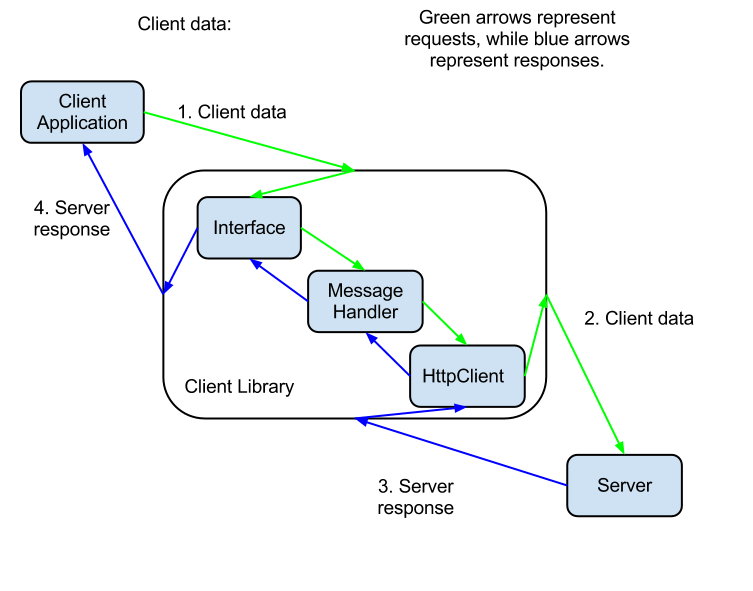 Client data:
Green arrows represent
requests, while blue arrows
represent responses.
Client
Application
1. Client data
4. Server
response
Interface
Message
Handler
2. Client data
HttpClient
Client Library
3. Server
response
Server